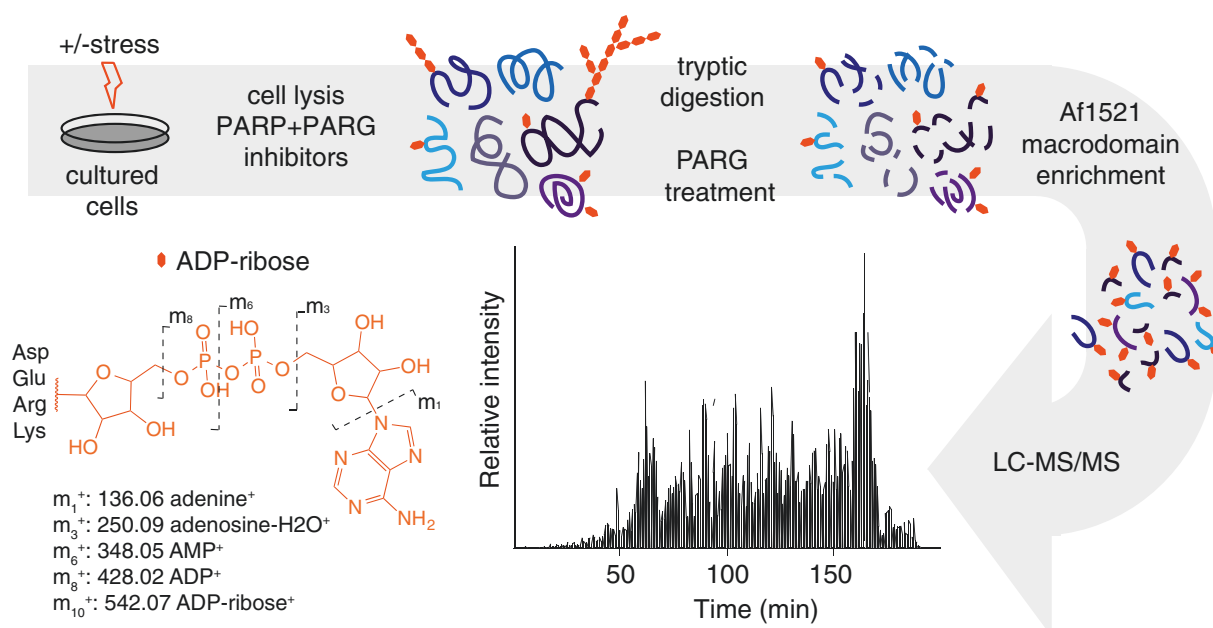 +/-stress
cultured
cells
cell lysis
PARP+PARG
inhibitors
tryptic
digestion
PARG
treatment
Af1521
macrodomain
enrichment
LC-MS/MS
ADP-ribose
Asp
Glu
Arg
Lys
m₈
m₆
m₃
m₁
O
HO
OH
O
O
P
O
P
O
OH
O
O
O
OH
HO
OH
N
N
N
N
N
NH₂
m₁⁺: 136.06 adenine⁺
m₃⁺: 250.09 adenosine-H2O⁺
m₆⁺: 348.05 AMP⁺
m₈⁺: 428.02 ADP⁺
m₁₀⁺: 542.07 ADP-ribose⁺
Relative intensity
50 100 150
Time (min)